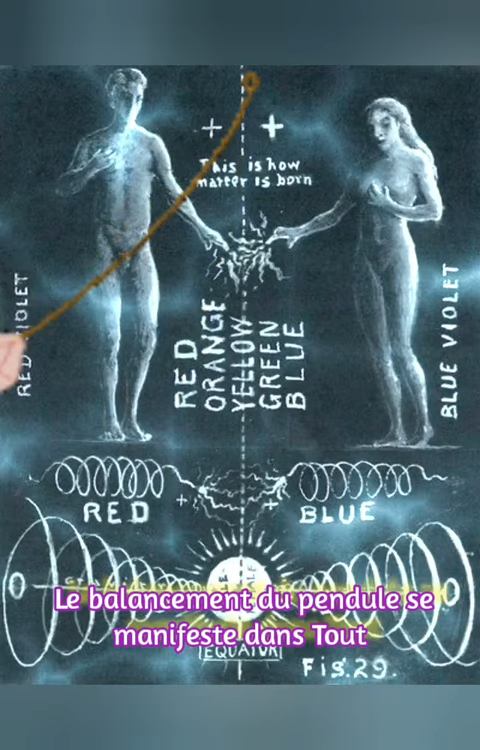 + +
This is how
matter is born
RED VIOLET
BLUE VIOLET
RED
ORANGE
YELLOW
GREEN
BLUE
+ +
RED
BLUE
Le balancement du pendule se
manifeste dans Tout
EQUATOR
Fig.29.